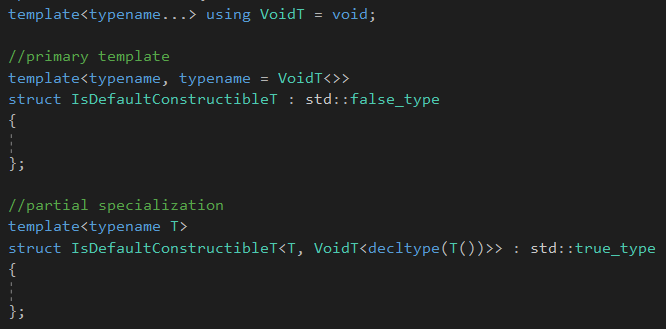 template<typename...> using VoidT = void;
//primary template
template<typename, typename = VoidT<>>
struct IsDefaultConstructibleT : std::false_type
{
};
//partial specialization
template<typename T>
struct IsDefaultConstructibleT<T, VoidT<decltype(T())>> : std::true_type
{
};